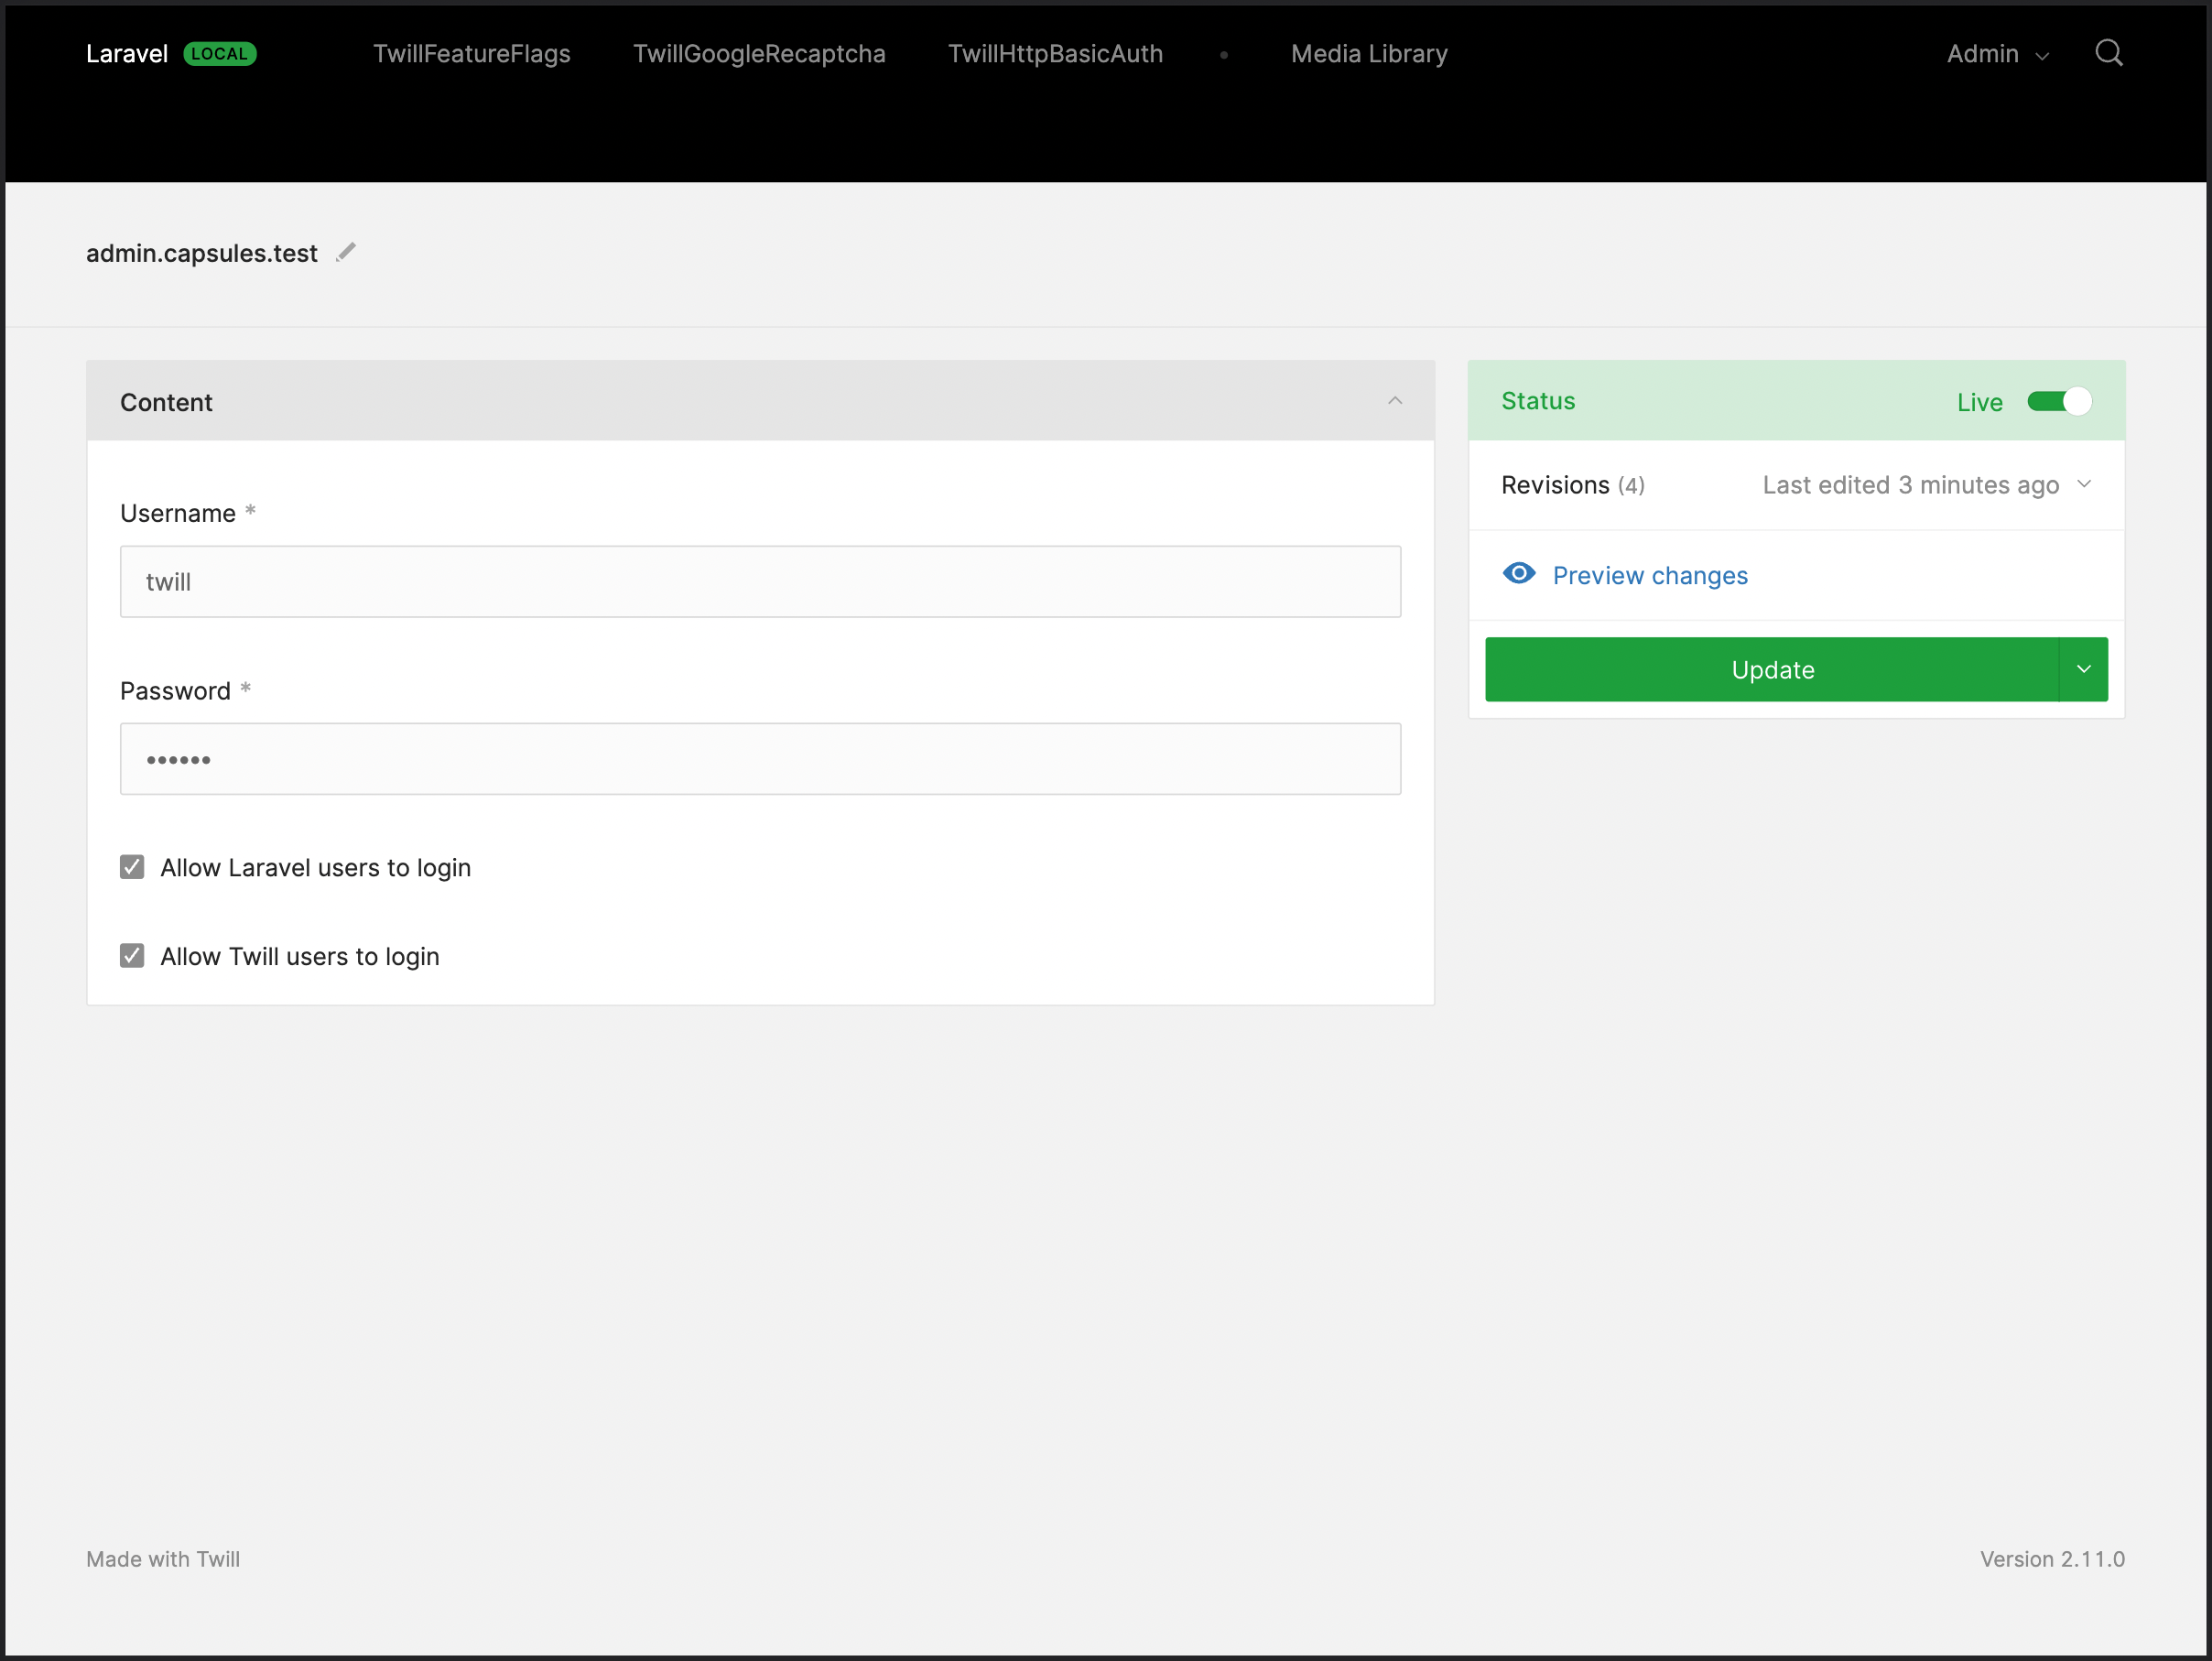 Laravel LOCAL TwillFeatureFlags TwillGoogleRecaptcha TwillHttpBasicAuth • Media Library Admin
admin.capsules.test
Content
Username *
twill
Password *
••••••
Allow Laravel users to login
Allow Twill users to login
Status Live
Revisions (4) Last edited 3 minutes ago
Preview changes
Update
Made with Twill Version 2.11.0